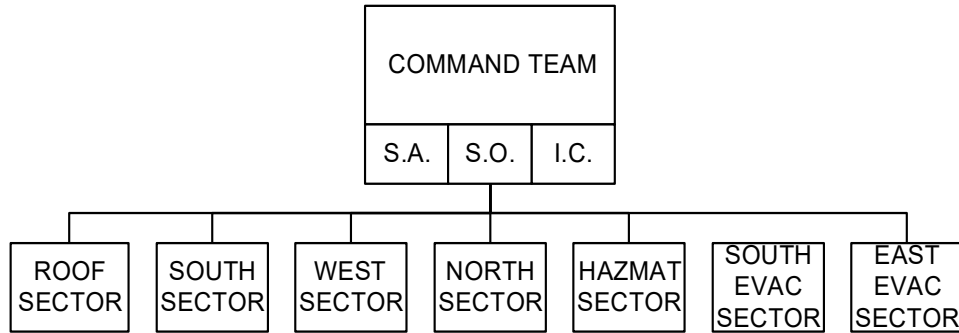 COMMAND TEAM
S.A. S.O. I.C.
ROOF
SECTOR
SOUTH
SECTOR
WEST
SECTOR
NORTH
SECTOR
HAZMAT
SECTOR
SOUTH
EVAC
SECTOR
EAST
EVAC
SECTOR